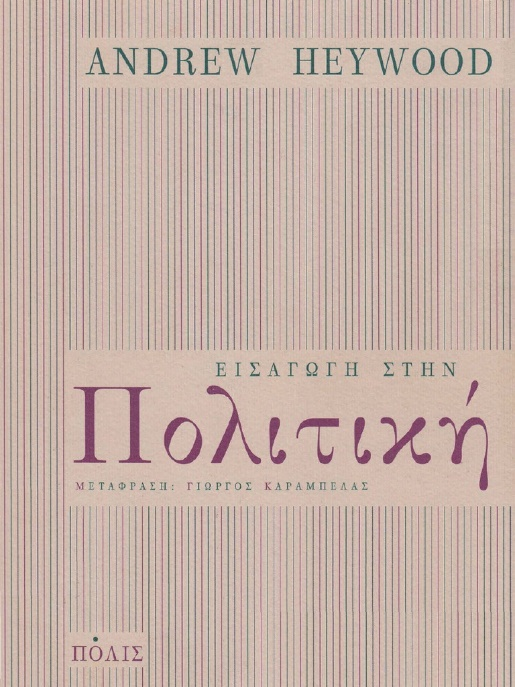 ANDREW HEYWOOD
ΕΙΣΑΓΩΓΗ ΣΤΗΝ
Πολιτική
ΜΕΤΑΦΡΑΣΗ: ΓΙΩΡΓΟΣ ΚΑΡΑΜΠΕΛΑΣ
ΠΟΛΙΣ